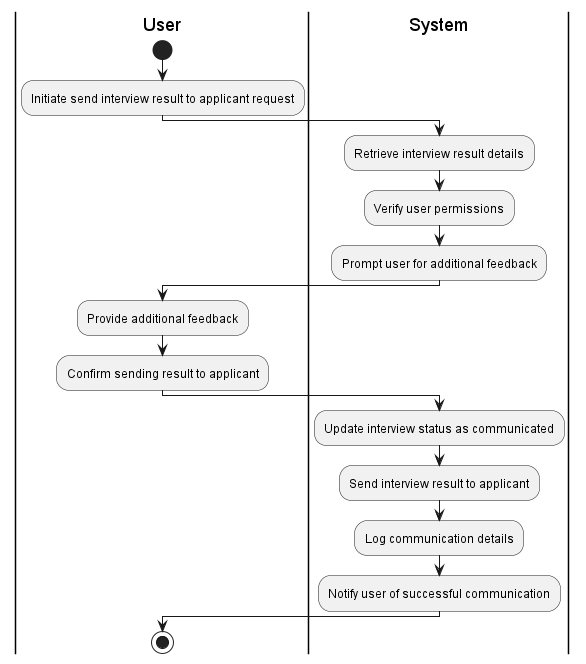 User
System
Initiate send interview result to applicant request
Retrieve interview result details
Verify user permissions
Prompt user for additional feedback
Provide additional feedback
Confirm sending result to applicant
Update interview status as communicated
Send interview result to applicant
Log communication details
Notify user of successful communication